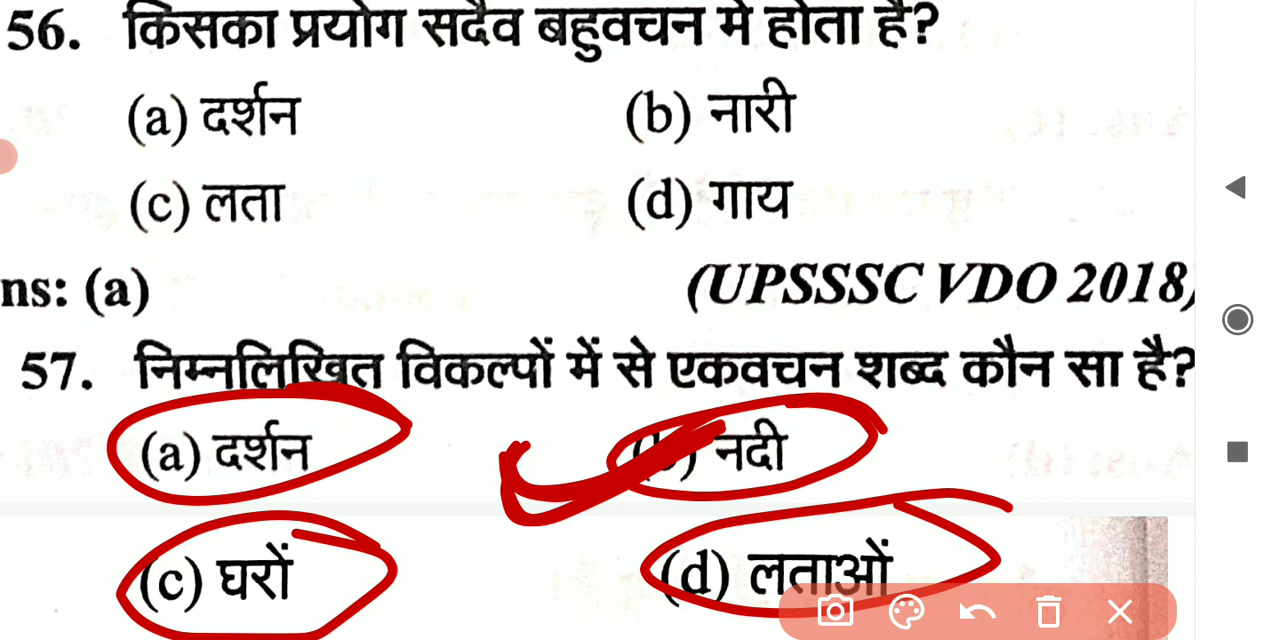 56. किसका प्रयोग सदैव बहुवचन में होता है?
(a) दर्शन (b) नारी
(c) लता (d) गाय
ns: (a) (UPSSSC VDO 2018)
57. निम्नलिखित विकल्पों में से एकवचन शब्द कौन सा है?
(a) दर्शन (b) नदी
(c) घरों (d) लताओं